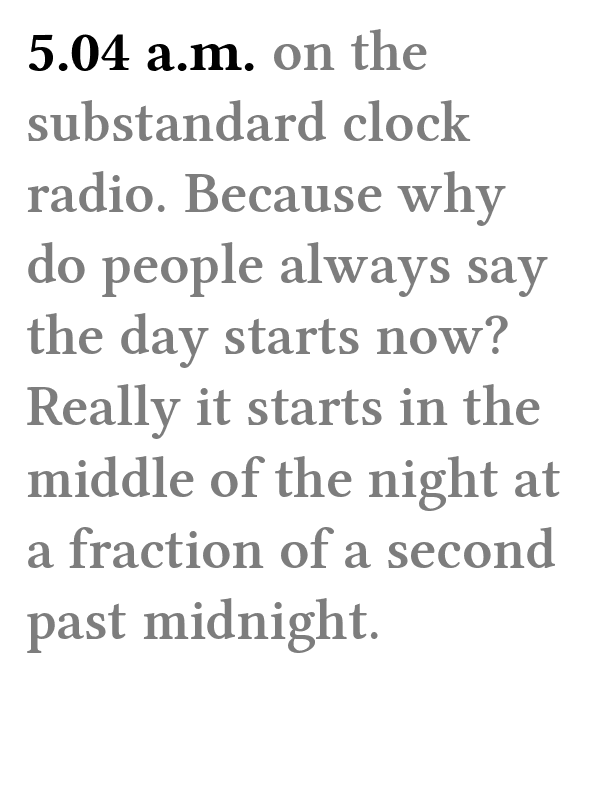 5.04 a.m. on the
substandard clock
radio. Because why
do people always say
the day starts now?
Really it starts in the
middle of the night at
a fraction of a second
past midnight.